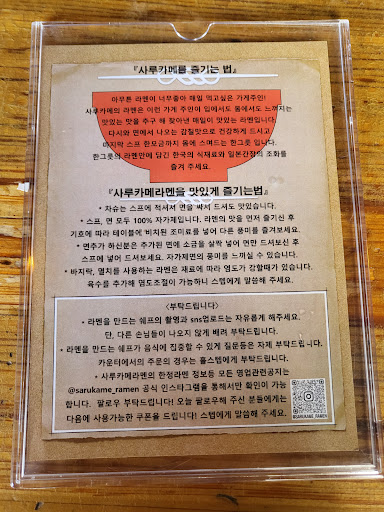 『사루카메를 즐기는 법』
아무튼 라멘이 너무좋아 매일 먹고싶은 가게주인!
사루카메의 라멘은 이런 가게 주인이 입에서도 몸에서도 느껴지는
맛있는 맛을 추구 해 찾아낸 매일이 맛있는 라멘입니다.
다시와 면에서 나오는 감칠맛으로 건강하게 드시고
마지막 스프 한모금까지 몸에 스며드는 한그릇 입니다.
한그릇의 라멘안에 담긴 한국의 식재료와 일본간장의 조화를
즐겨 주세요.
『사루카메라멘을 맛있게 즐기는법』
* 차슈는 스프에 적셔서 면을 싸서 드셔도 맛있습니다.
* 스프, 면 모두 100% 자가제입니다. 라멘의 맛을 먼저 즐기신 후
기호에 따라 테이블에 비치된 조미료를 넣어 다른 풍미를 즐겨보세요.
* 면추가 하신분은 추가된 면에 소금을 살짝 넣어 면만 드셔보신 후
스프에 넣어 드셔보세요. 자가제면의 풍미를 느끼실 수 있습니다.
* 바지락, 멸치를 사용하는 라멘은 재료에 따라 염도가 강할때가 있습니다.
육수를 추가해 염도조절이 가능하니 스텝에게 말씀해 주세요.
<부탁드립니다>
* 라멘을 만드는 쉐프의 촬영과 sns업로드는 자유롭게 해주세요.
단, 다른 손님들이 나오지 않게 배려 부탁드립니다.
* 라멘을 만드는 쉐프가 음식에 집중할 수 있게 질문등은 자제 부탁드립니다.
카운터에서의 주문의 경우는 홀스텝에게 부탁드립니다.
* 사루카메라멘의 한정라멘 정보등 모든 영업관련공지는
@sarukame_ramen 공식 인스타그램을 통해서만 확인이 가능
합니다. 팔로우 부탁드립니다! 오늘 팔로우해 주신 분들에게는
다음에 사용가능한 쿠폰을 드립니다! 스텝에게 말씀해 주세요.
@SARUKAME_RAMEN